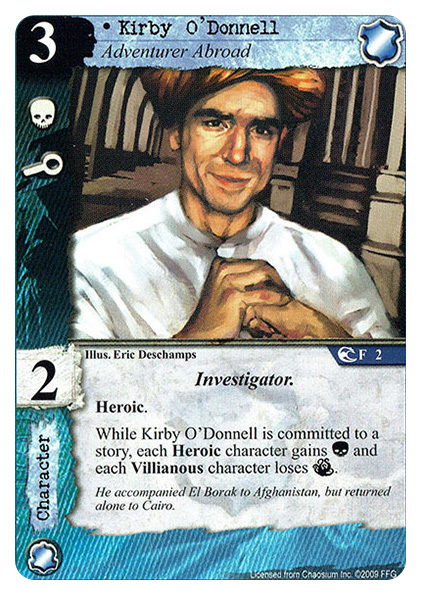 3
• Kirby O'Donnell
Adventurer Abroad
Illus. Eric Deschamps
F 2
2
Investigator.
Heroic.
While Kirby O'Donnell is committed to a
story, each Heroic character gains and
each Villianous character loses .
He accompanied El Borak to Afghanistan, but returned
alone to Cairo.
Character
Licensed from Chaosium Inc. ©2009 FFG